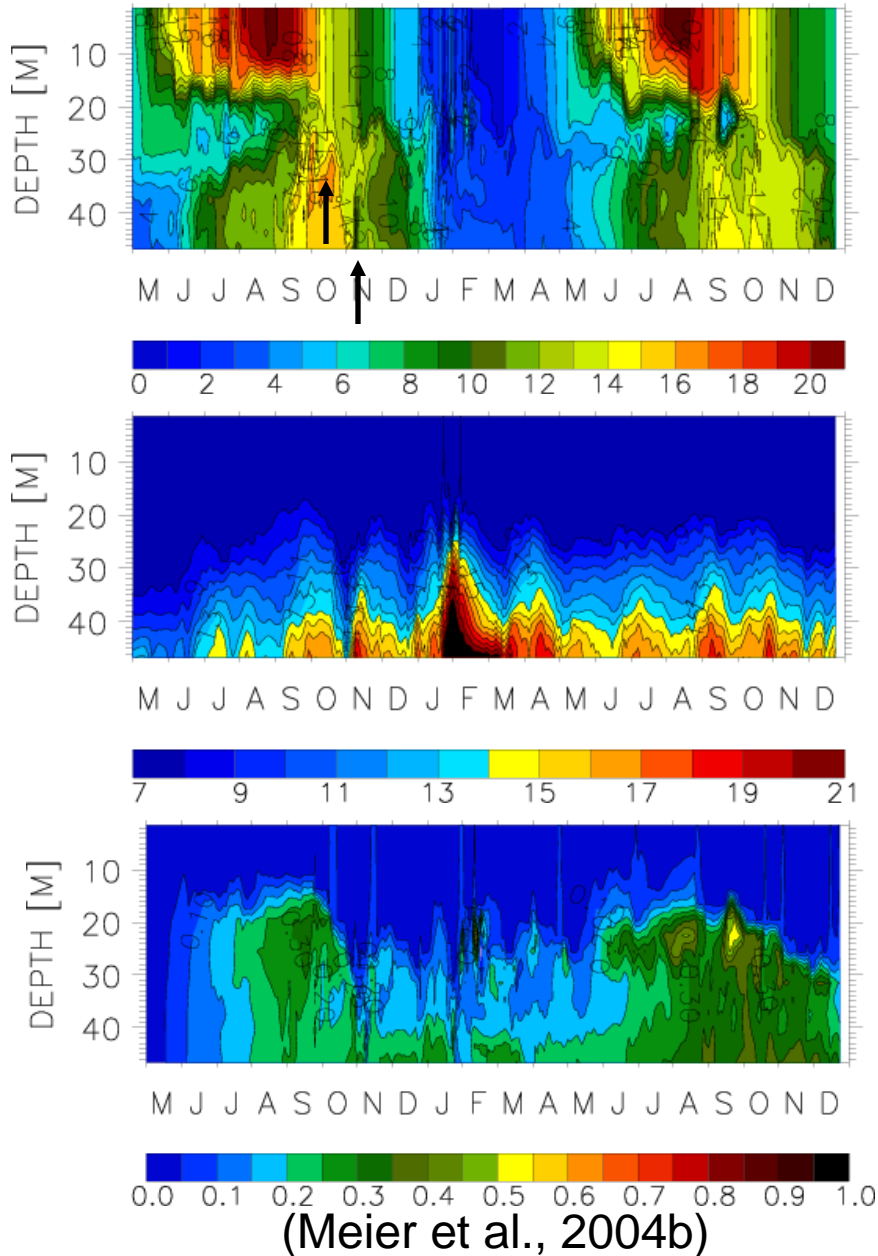 DEPTH [M]
10
20
30
40
M J J A S O N D J F M A M J J A S O N D
0 2 4 6 8 10 12 14 16 18 20
DEPTH [M]
10
20
30
40
M J J A S O N D J F M A M J J A S O N D
7 9 11 13 15 17 19 21
DEPTH [M]
10
20
30
40
M J J A S O N D J F M A M J J A S O N D
0.0 0.1 0.2 0.3 0.4 0.5 0.6 0.7 0.8 0.9 1.0
(Meier et al., 2004b)